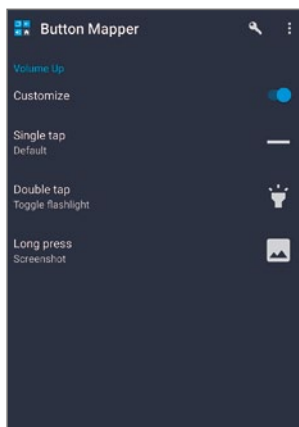 Button Mapper
Volume Up
Customize
Single tap
Default
Double tap
Toggle flashlight
Long press
Screenshot